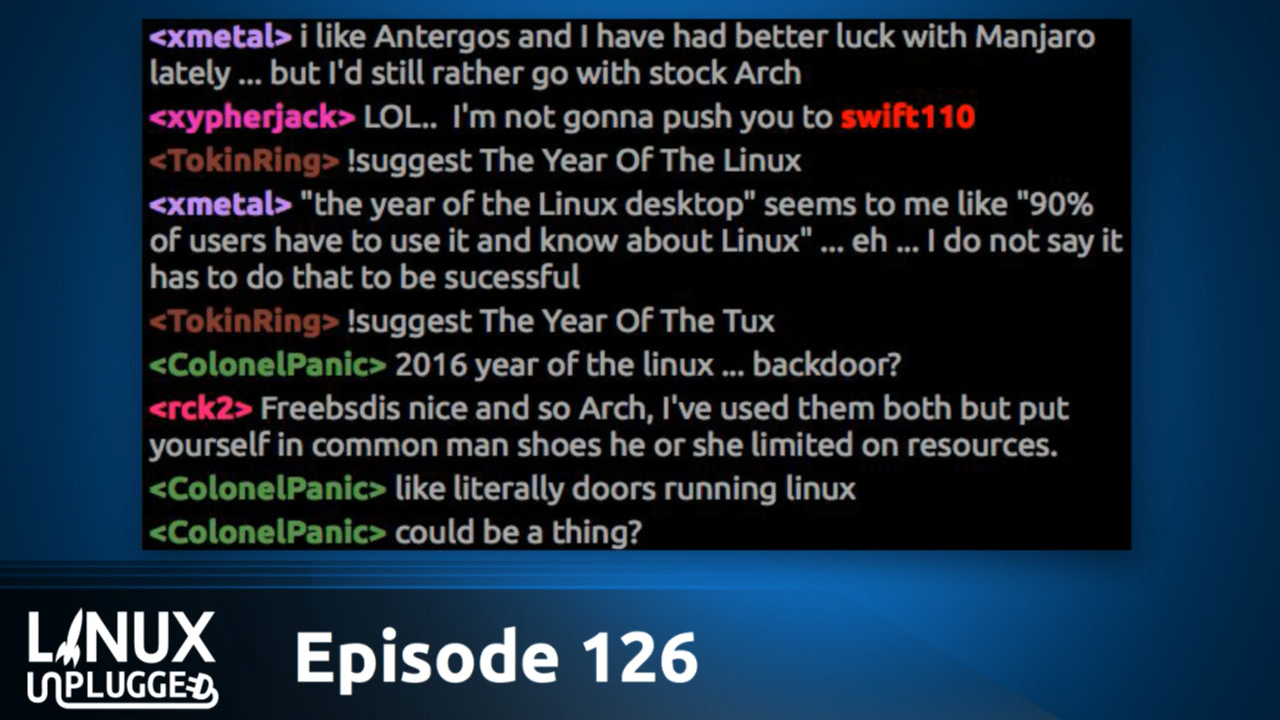 <xmetal> i like Antergos and I have had better luck with Manjaro
lately ... but I'd still rather go with stock Arch
<xypherjack> LOL..  I'm not gonna push you to swift110
<TokinRing> !suggest The Year Of The Linux
<xmetal> "the year of the Linux desktop" seems to me like "90%
of users have to use it and know about Linux" ... eh ... I do not say it
has to do that to be sucessful
<TokinRing> !suggest The Year Of The Tux
<ColonelPanic> 2016 year of the linux ... backdoor?
<rck2> Freebsdis nice and so Arch, I've used them both but put
yourself in common man shoes he or she limited on resources.
<ColonelPanic> like literally doors running linux
<ColonelPanic> could be a thing?
LINUX
UNPLUGGED
Episode 126